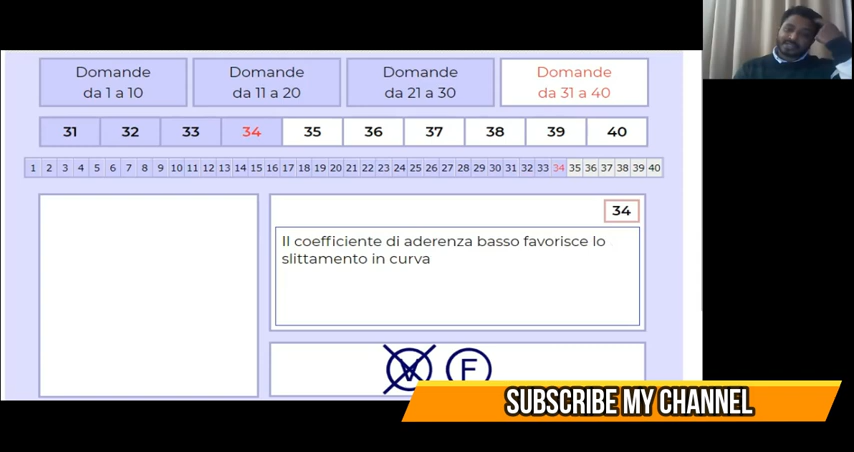 Domande
da 1 a 10
Domande
da 11 a 20
Domande
da 21 a 30
Domande
da 31 a 40
31 32 33 34 35 36 37 38 39 40
1 2 3 4 5 6 7 8 9 10 11 12 13 14 15 16 17 18 19 20 21 22 23 24 25 26 27 28 29 30 31 32 33 34 35 36 37 38 39 40
34
Il coefficiente di aderenza basso favorisce lo
slittamento in curva
V F
SUBSCRIBE MY CHANNEL